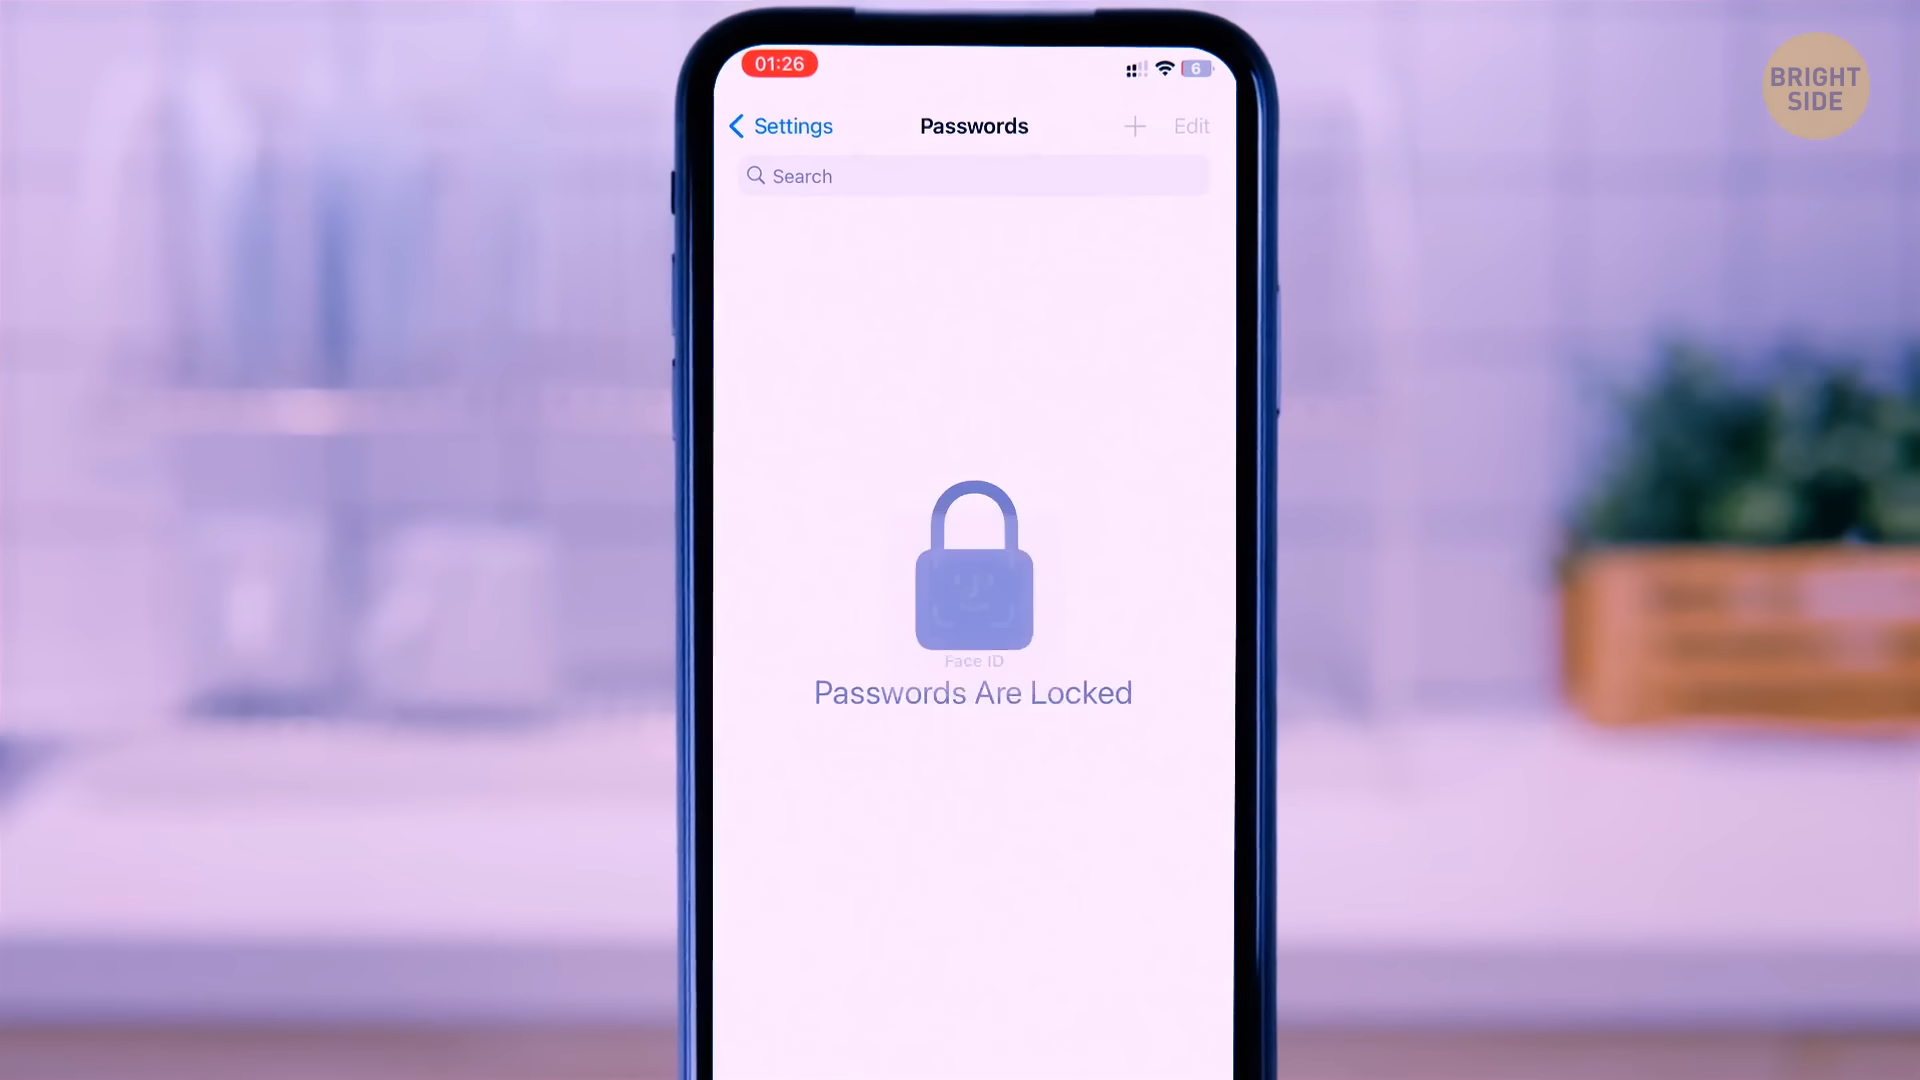 01:26
6
Settings
Passwords
Edit
Search
Face ID
Passwords Are Locked
BRIGHT
SIDE